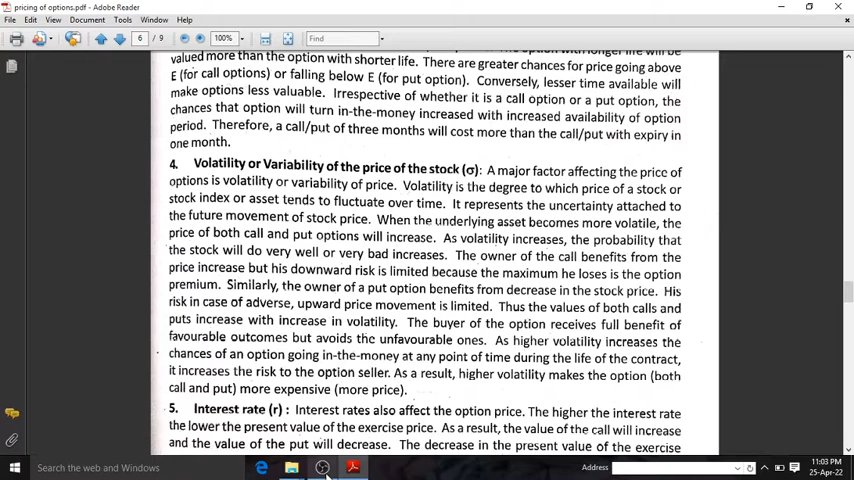 pricing of options.pdf - Adobe Reader
File Edit View Document Tools Window Help
6 / 9 100% Find
valued more than the option with shorter life. There are greater chances for price going above
E (for call options) or falling below E (for put option). Conversely, lesser time available will
make options less valuable. Irrespective of whether it is a call option or a put option, the
chances that option will turn in-the-money increased with increased availability of option
period. Therefore, a call/put of three months will cost more than the call/put with expiry in
one month.
4. Volatility or Variability of the price of the stock (σ): A major factor affecting the price of
options is volatility or variability of price. Volatility is the degree to which price of a stock or
stock index or asset tends to fluctuate over time. It represents the uncertainty attached to
the future movement of stock price. When the underlying asset becomes more volatile, the
price of both call and put options will increase. As volatility increases, the probability that
the stock will do very well or very bad increases. The owner of the call benefits from the
price increase but his downward risk is limited because the maximum he loses is the option
premium. Similarly, the owner of a put option benefits from decrease in the stock price. His
risk in case of adverse, upward price movement is limited. Thus the values of both calls and
puts increase with increase in volatility. The buyer of the option receives full benefit of
favourable outcomes but avoids the unfavourable ones. As higher volatility increases the
chances of an option going in-the-money at any point of time during the life of the contract,
it increases the risk to the option seller. As a result, higher volatility makes the option (both
call and put) more expensive (more price).
5. Interest rate (r) : Interest rates also affect the option price. The higher the interest rate
the lower the present value of the exercise price. As a result, the value of the call will increase
and the value of the put will decrease. The decrease in the present value of the exercise
Search the web and Windows
Address
11:03 PM
25-Apr-22